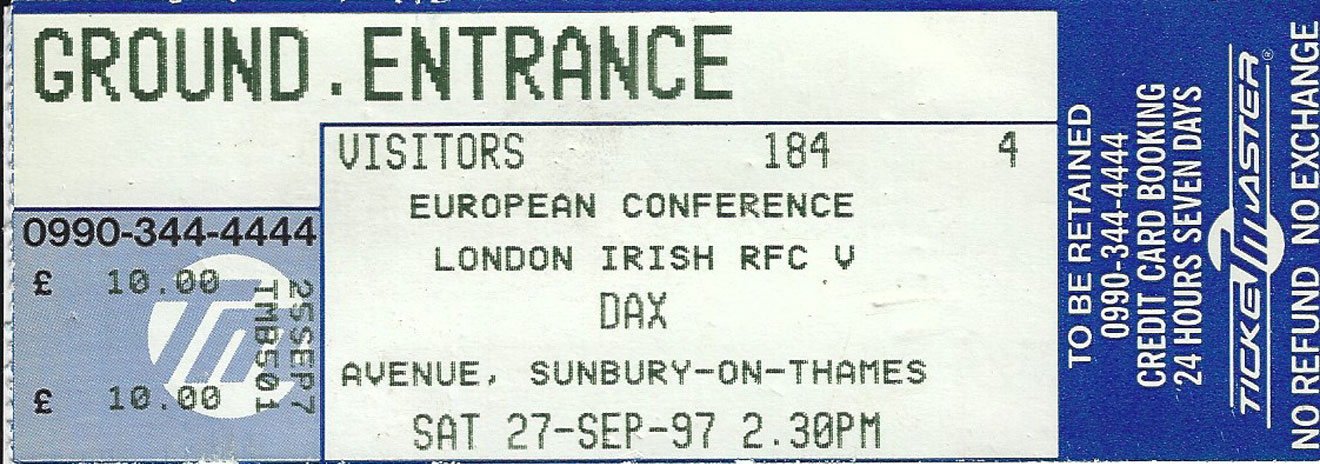 GROUND.ENTRANCE
VISITORS 184 4
EUROPEAN CONFERENCE
LONDON IRISH RFC V
DAX
AVENUE, SUNBURY-ON-THAMES
SAT 27-SEP-97 2.30PM
0990-344-4444
£ 10.00
£ 10.00
25SEP7
TMB501
TO BE RETAINED
0990-344-4444
CREDIT CARD BOOKING
24 HOURS SEVEN DAYS
TICKETMASTER®
NO REFUND NO EXCHANGE